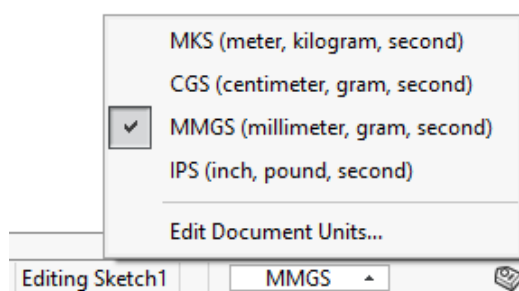 MKS (meter, kilogram, second)
CGS (centimeter, gram, second)
MMGS (millimeter, gram, second)
IPS (inch, pound, second)
Edit Document Units...
Editing Sketch1 MMGS